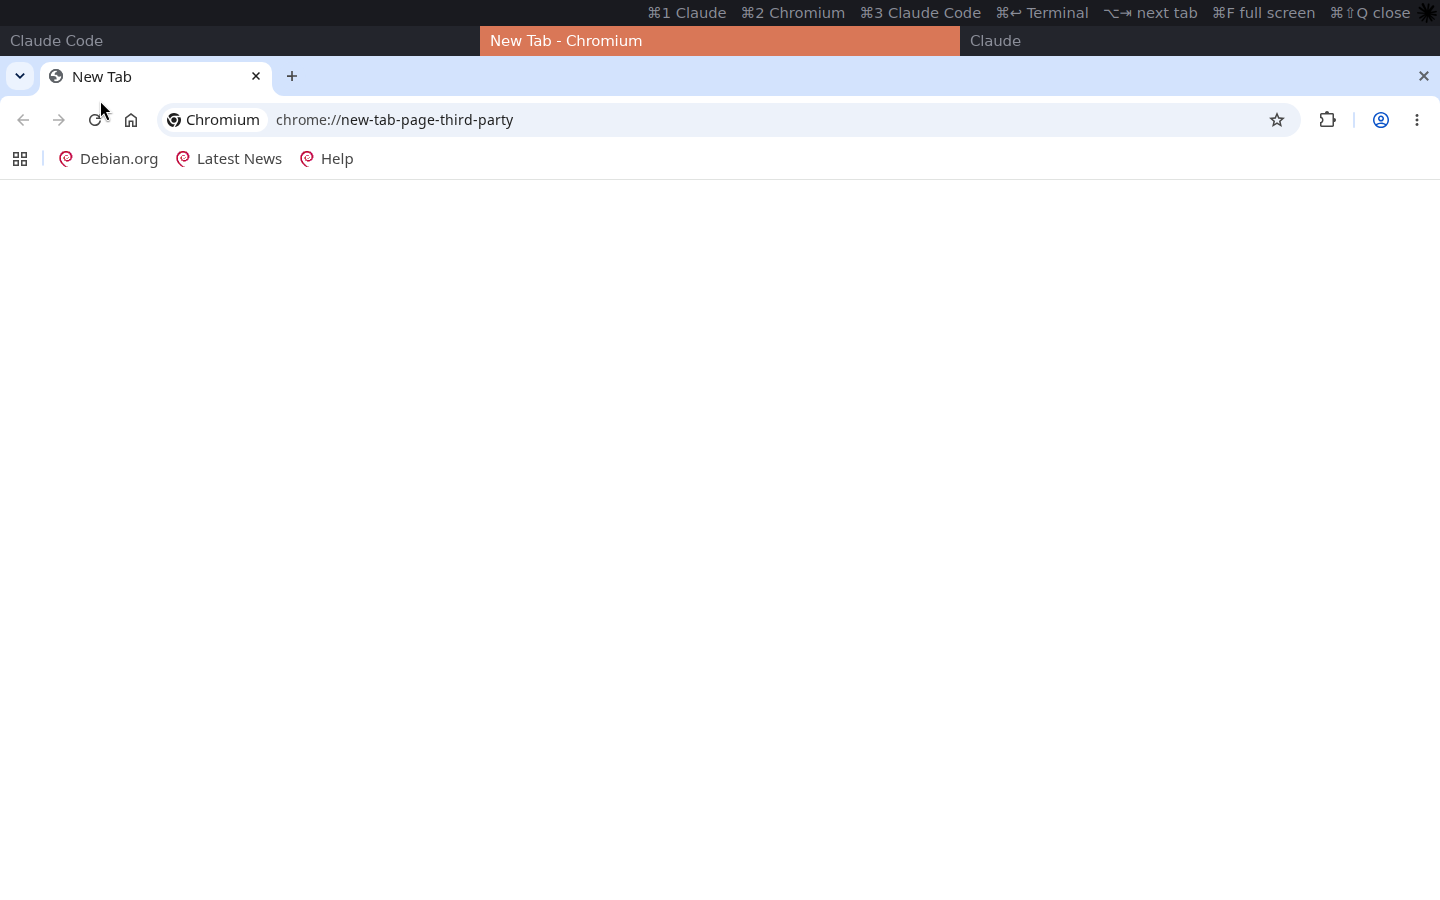 ⌘1 Claude ⌘2 Chromium ⌘3 Claude Code ⌘↩ Terminal ⌥⇥ next tab ⌘F full screen ⌘⇧Q close
Claude Code New Tab - Chromium Claude
New Tab
Chromium chrome://new-tab-page-third-party
Debian.org Latest News Help